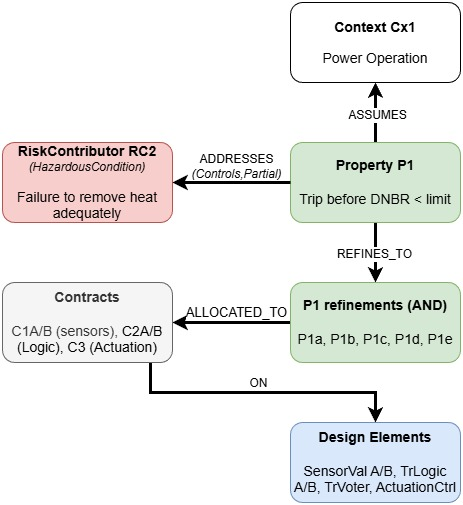 Context Cx1
Power Operation
ASSUMES
RiskContributor RC2
(HazardousCondition)
Failure to remove heat
adequately
ADDRESSES
(Controls,Partial)
Property P1
Trip before DNBR < limit
REFINES_TO
Contracts
C1A/B (sensors), C2A/B
(Logic), C3 (Actuation)
ALLOCATED_TO
P1 refinements (AND)
P1a, P1b, P1c, P1d, P1e
ON
Design Elements
SensorVal A/B, TrLogic
A/B, TrVoter, ActuationCtrl